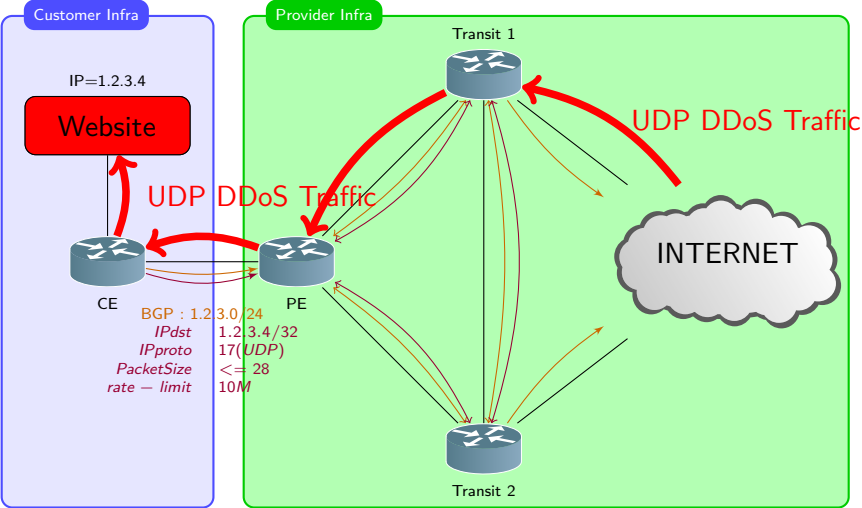 Customer Infra
Provider Infra
Transit 1
IP=1.2.3.4
Website
UDP DDoS Traffic
UDP DDoS Traffic
INTERNET
CE
PE
BGP : 1.2.3.0/24
IPdst 1.2.3.4/32
IPproto 17(UDP)
PacketSize <= 28
rate − limit 10M
Transit 2